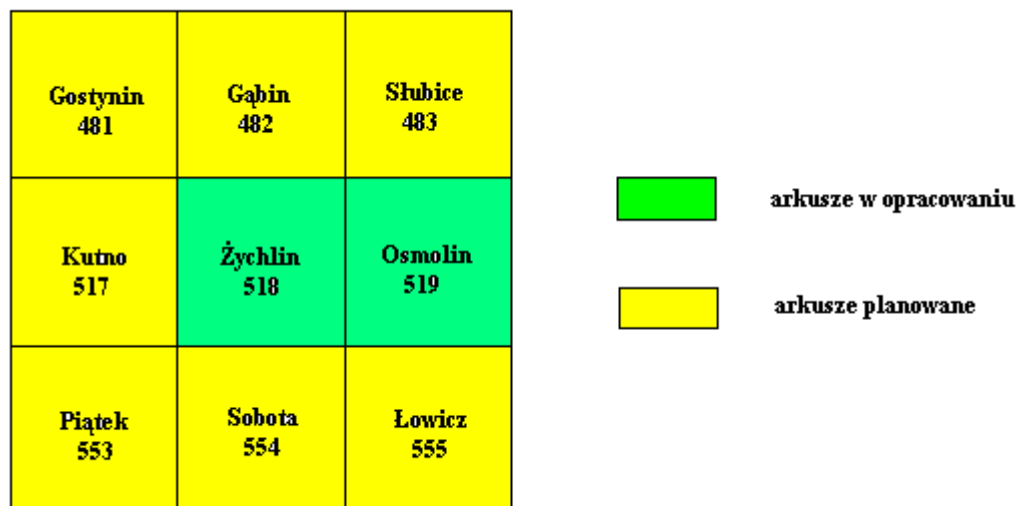 Gostynin
481
Gąbin
482
Słubice
483
Kutno
517
Żychlin
518
Osmolin
519
Piątek
553
Sobota
554
Łowicz
555
arkusze w opracowaniu
arkusze planowane